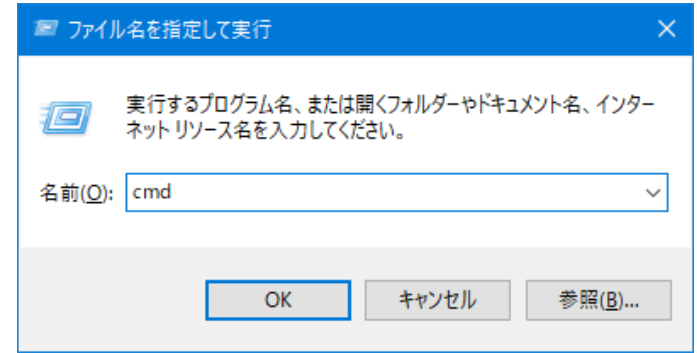 ファイル名を指定して実行
実行するプログラム名、または開くフォルダーやドキュメント名、インター
ネット リソース名を入力してください。
名前(O): cmd
OK キャンセル 参照(B)...